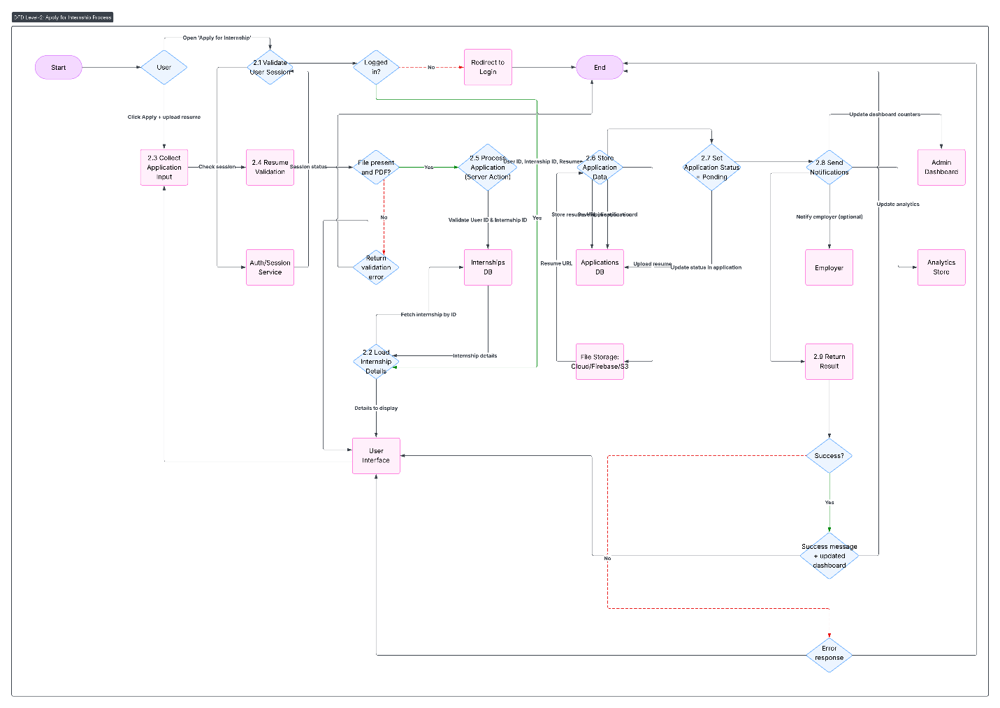 DFD Level-2: Apply for Internship Process
Open 'Apply for Internship'
Start
User
2.1 Validate
User Session
Logged
in?
No
Redirect to
Login
End
Click Apply + upload resume
Update dashboard counters
2.3 Collect
Application
Input
Check session
2.4 Resume
Validation
Session status
File present
and PDF?
Yes
2.5 Process
Application
(Server Action)
User ID, Internship ID, Resume
2.6 Store
Application
Data
2.7 Set
Application Status
= Pending
2.8 Send
Notifications
Admin
Dashboard
Update analytics
No
Validate User ID & Internship ID
Yes
Store resume URL in
Notify employer (optional)
Auth/Session
Service
Return
validation
error
Internships
DB
Resume URL
Applications
DB
Upload resume
Update status in application
Employer
Analytics
Store
Fetch internship by ID
2.2 Load
Internship
Details
Internship details
File Storage:
Cloud/Firebase/S3
2.9 Return
Result
Details to display
User
Interface
Success?
Yes
Success message
+ updated
dashboard
No
Error
response